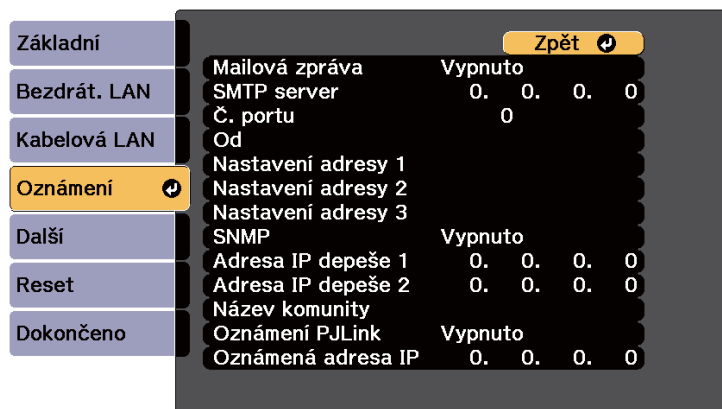 Základní
Bezdrát. LAN
Kabelová LAN
Oznámení
Další
Reset
Dokončeno
Zpět
Mailová zpráva Vypnuto
SMTP server 0. 0. 0. 0
Č. portu 0
Od
Nastavení adresy 1
Nastavení adresy 2
Nastavení adresy 3
SNMP Vypnuto
Adresa IP depeše 1 0. 0. 0. 0
Adresa IP depeše 2 0. 0. 0. 0
Název komunity
Oznámení PJLink Vypnuto
Oznámená adresa IP 0. 0. 0. 0